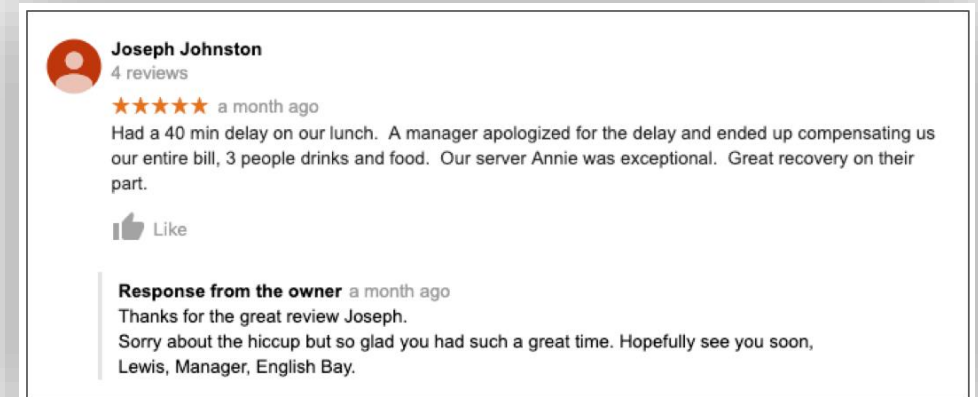 Joseph Johnston
4 reviews
a month ago
Had a 40 min delay on our lunch.  A manager apologized for the delay and ended up compensating us
our entire bill, 3 people drinks and food.  Our server Annie was exceptional.  Great recovery on their
part.
Like
Response from the owner a month ago
Thanks for the great review Joseph.
Sorry about the hiccup but so glad you had such a great time. Hopefully see you soon,
Lewis, Manager, English Bay.